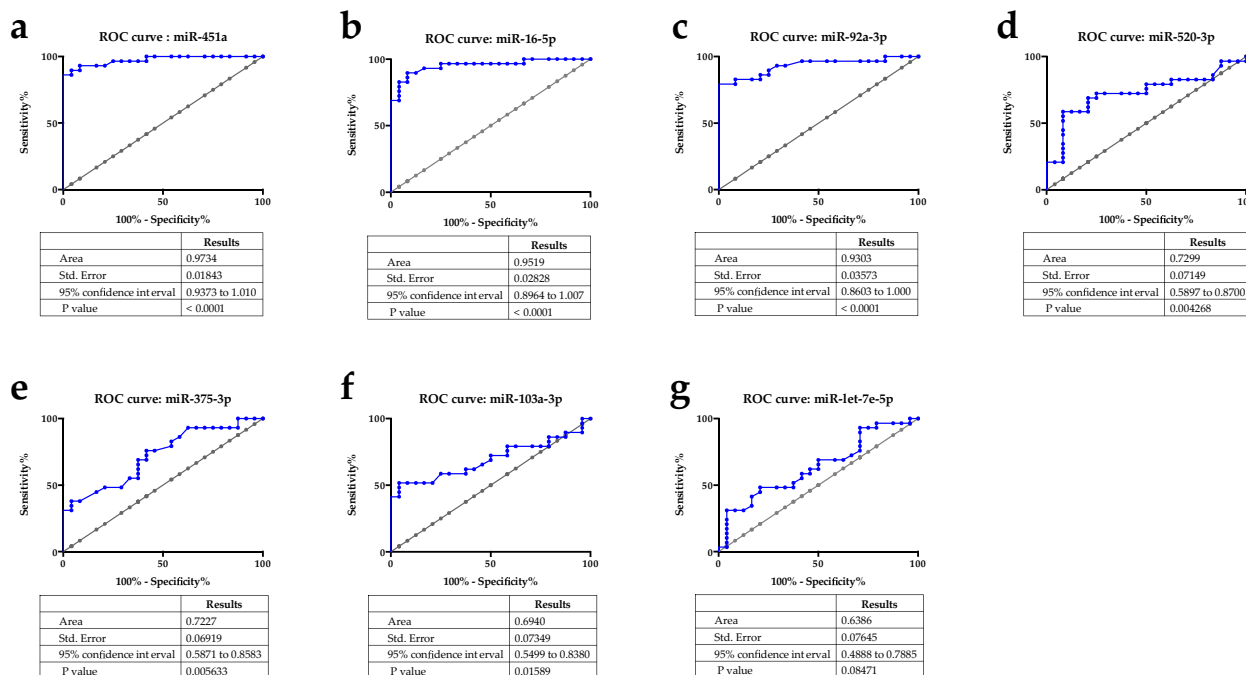 a
ROC curve : miR-451a
100
50
0
Sensitivity%
0 50 100
100% - Specificity%
Results
Area 0.9734
Std. Error 0.01843
95% confidence interval 0.9373 to 1.010
P value < 0.0001
b
ROC curve: miR-16-5p
100
50
0
Sensitivity%
0 50 100
100% - Specificity%
Results
Area 0.9519
Std. Error 0.02828
95% confidence interval 0.8964 to 1.007
P value < 0.0001
c
ROC curve: miR-92a-3p
100
50
0
Sensitivity%
0 50 100
100% - Specificity%
Results
Area 0.9303
Std. Error 0.03573
95% confidence interval 0.8603 to 1.000
P value < 0.0001
d
ROC curve: miR-520-3p
100
50
0
Sensitivity%
0 50 100
100% - Specificity%
Results
Area 0.7299
Std. Error 0.07149
95% confidence interval 0.5897 to 0.8700
P value 0.004268
e
ROC curve: miR-375-3p
100
50
0
Sensitivity%
0 50 100
100% - Specificity%
Results
Area 0.7227
Std. Error 0.06919
95% confidence interval 0.5871 to 0.8583
P value 0.005633
f
ROC curve: miR-103a-3p
100
50
0
Sensitivity%
0 50 100
100% - Specificity%
Results
Area 0.6940
Std. Error 0.07349
95% confidence interval 0.5499 to 0.8380
P value 0.01589
g
ROC curve: miR-let-7e-5p
100
50
0
Sensitivity%
0 50 100
100% - Specificity%
Results
Area 0.6386
Std. Error 0.07645
95% confidence interval 0.4888 to 0.7885
P value 0.08471